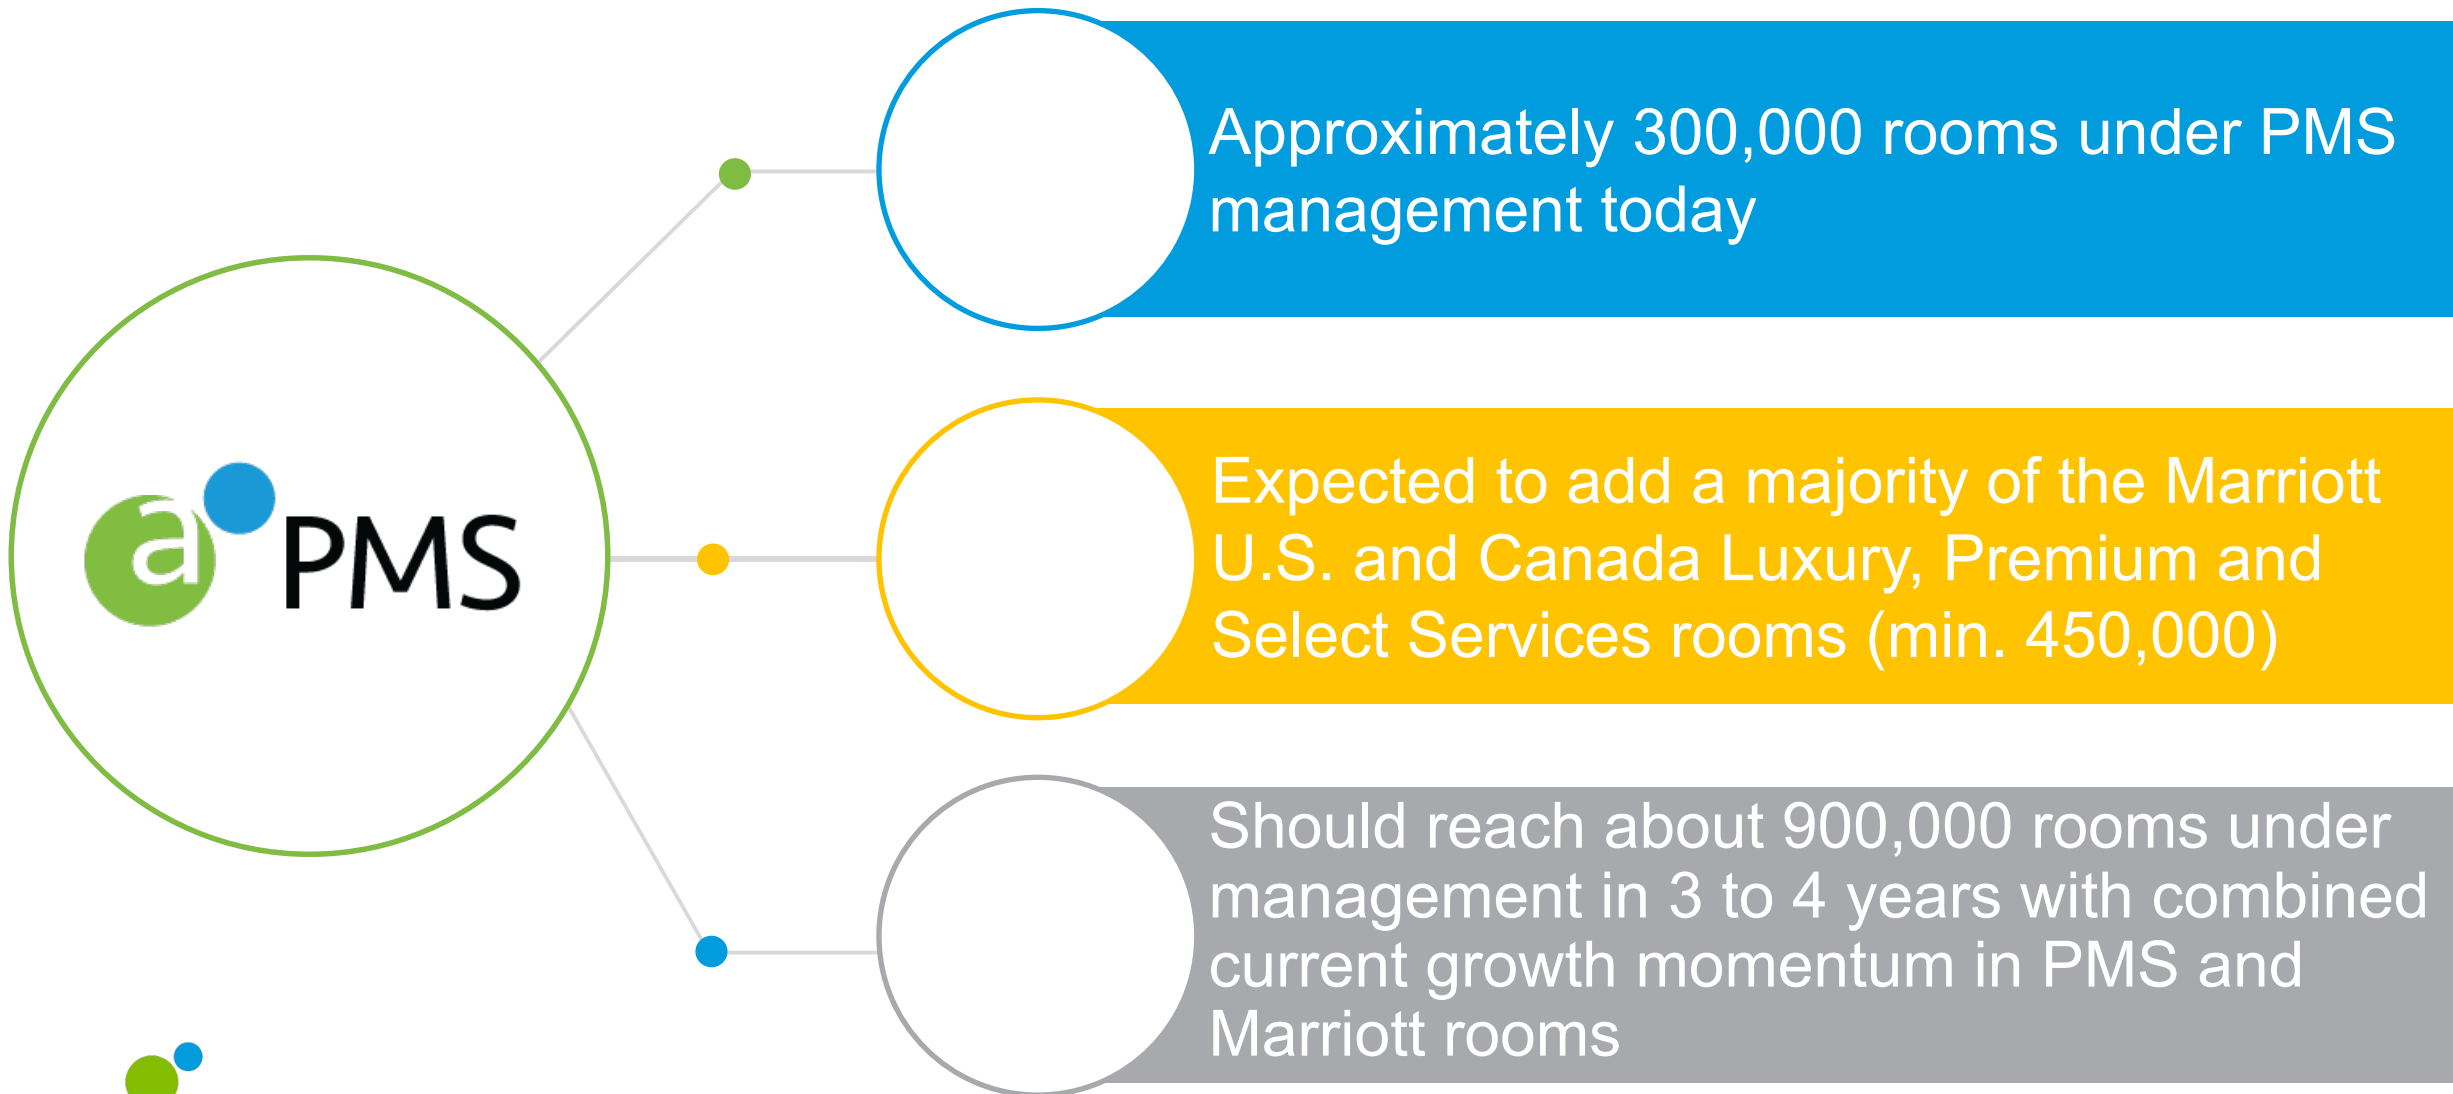 a PMS
Approximately 300,000 rooms under PMS
management today
Expected to add a majority of the Marriott
U.S. and Canada Luxury, Premium and
Select Services rooms (min. 450,000)
Should reach about 900,000 rooms under
management in 3 to 4 years with combined
current growth momentum in PMS and
Marriott rooms